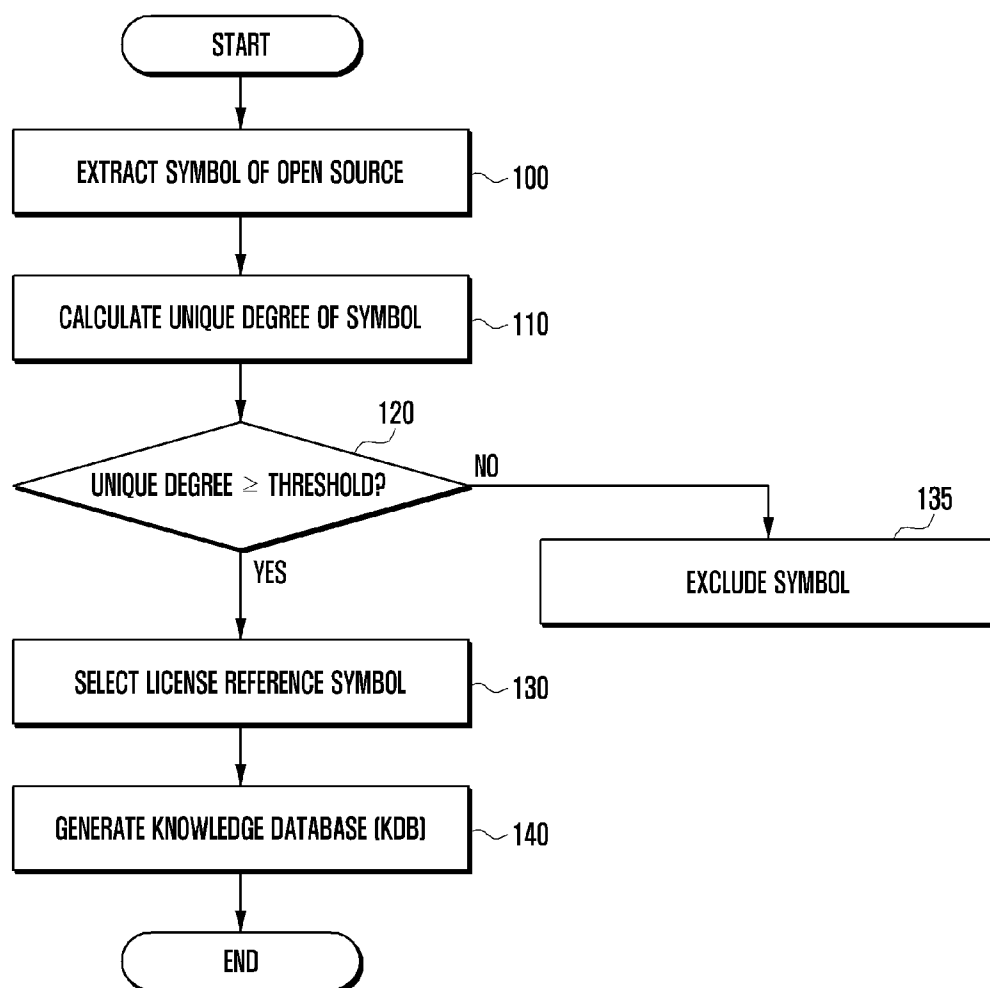 START
EXTRACT SYMBOL OF OPEN SOURCE
100
CALCULATE UNIQUE DEGREE OF SYMBOL
110
120
UNIQUE DEGREE ≥ THRESHOLD?
NO
YES
135
EXCLUDE SYMBOL
SELECT LICENSE REFERENCE SYMBOL
130
GENERATE KNOWLEDGE DATABASE (KDB)
140
END